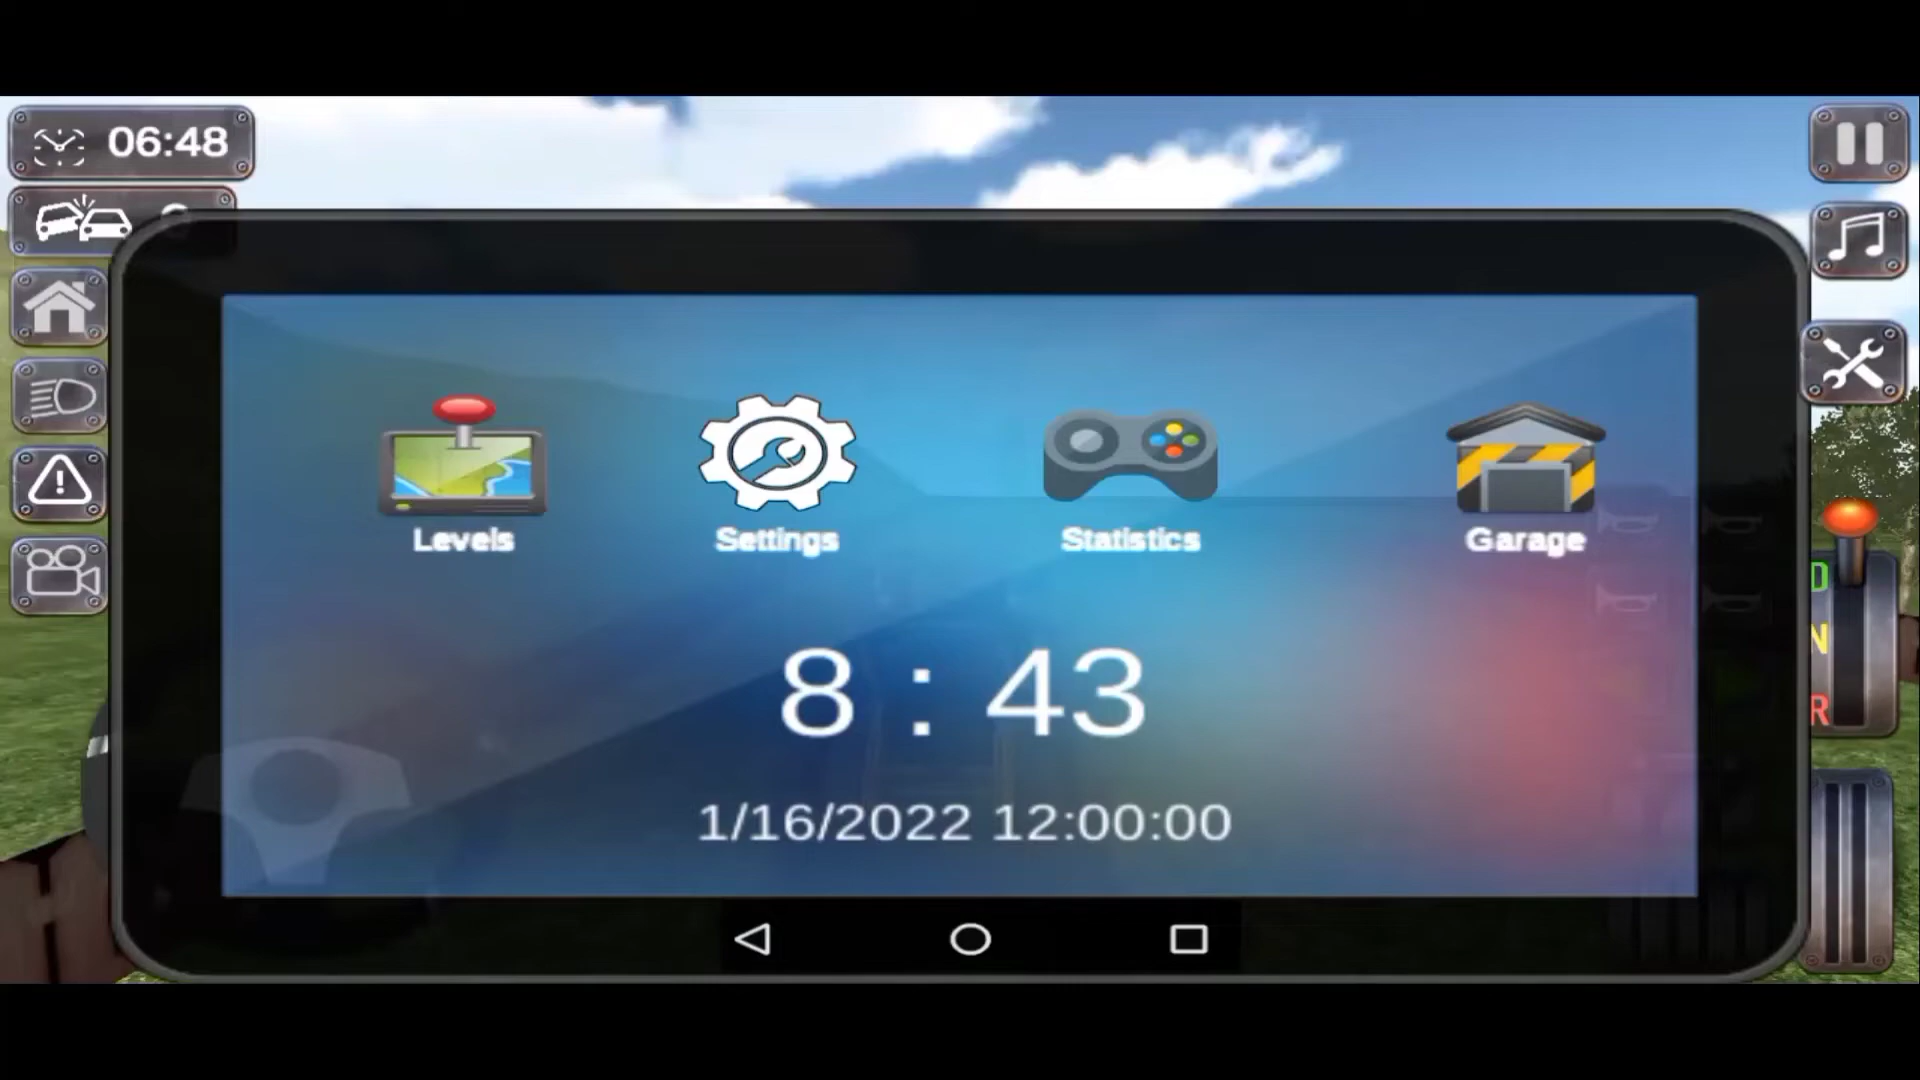 06:48
Levels
Settings
Statistics
Garage
D
N
R
8 : 43
1/16/2022 12:00:00